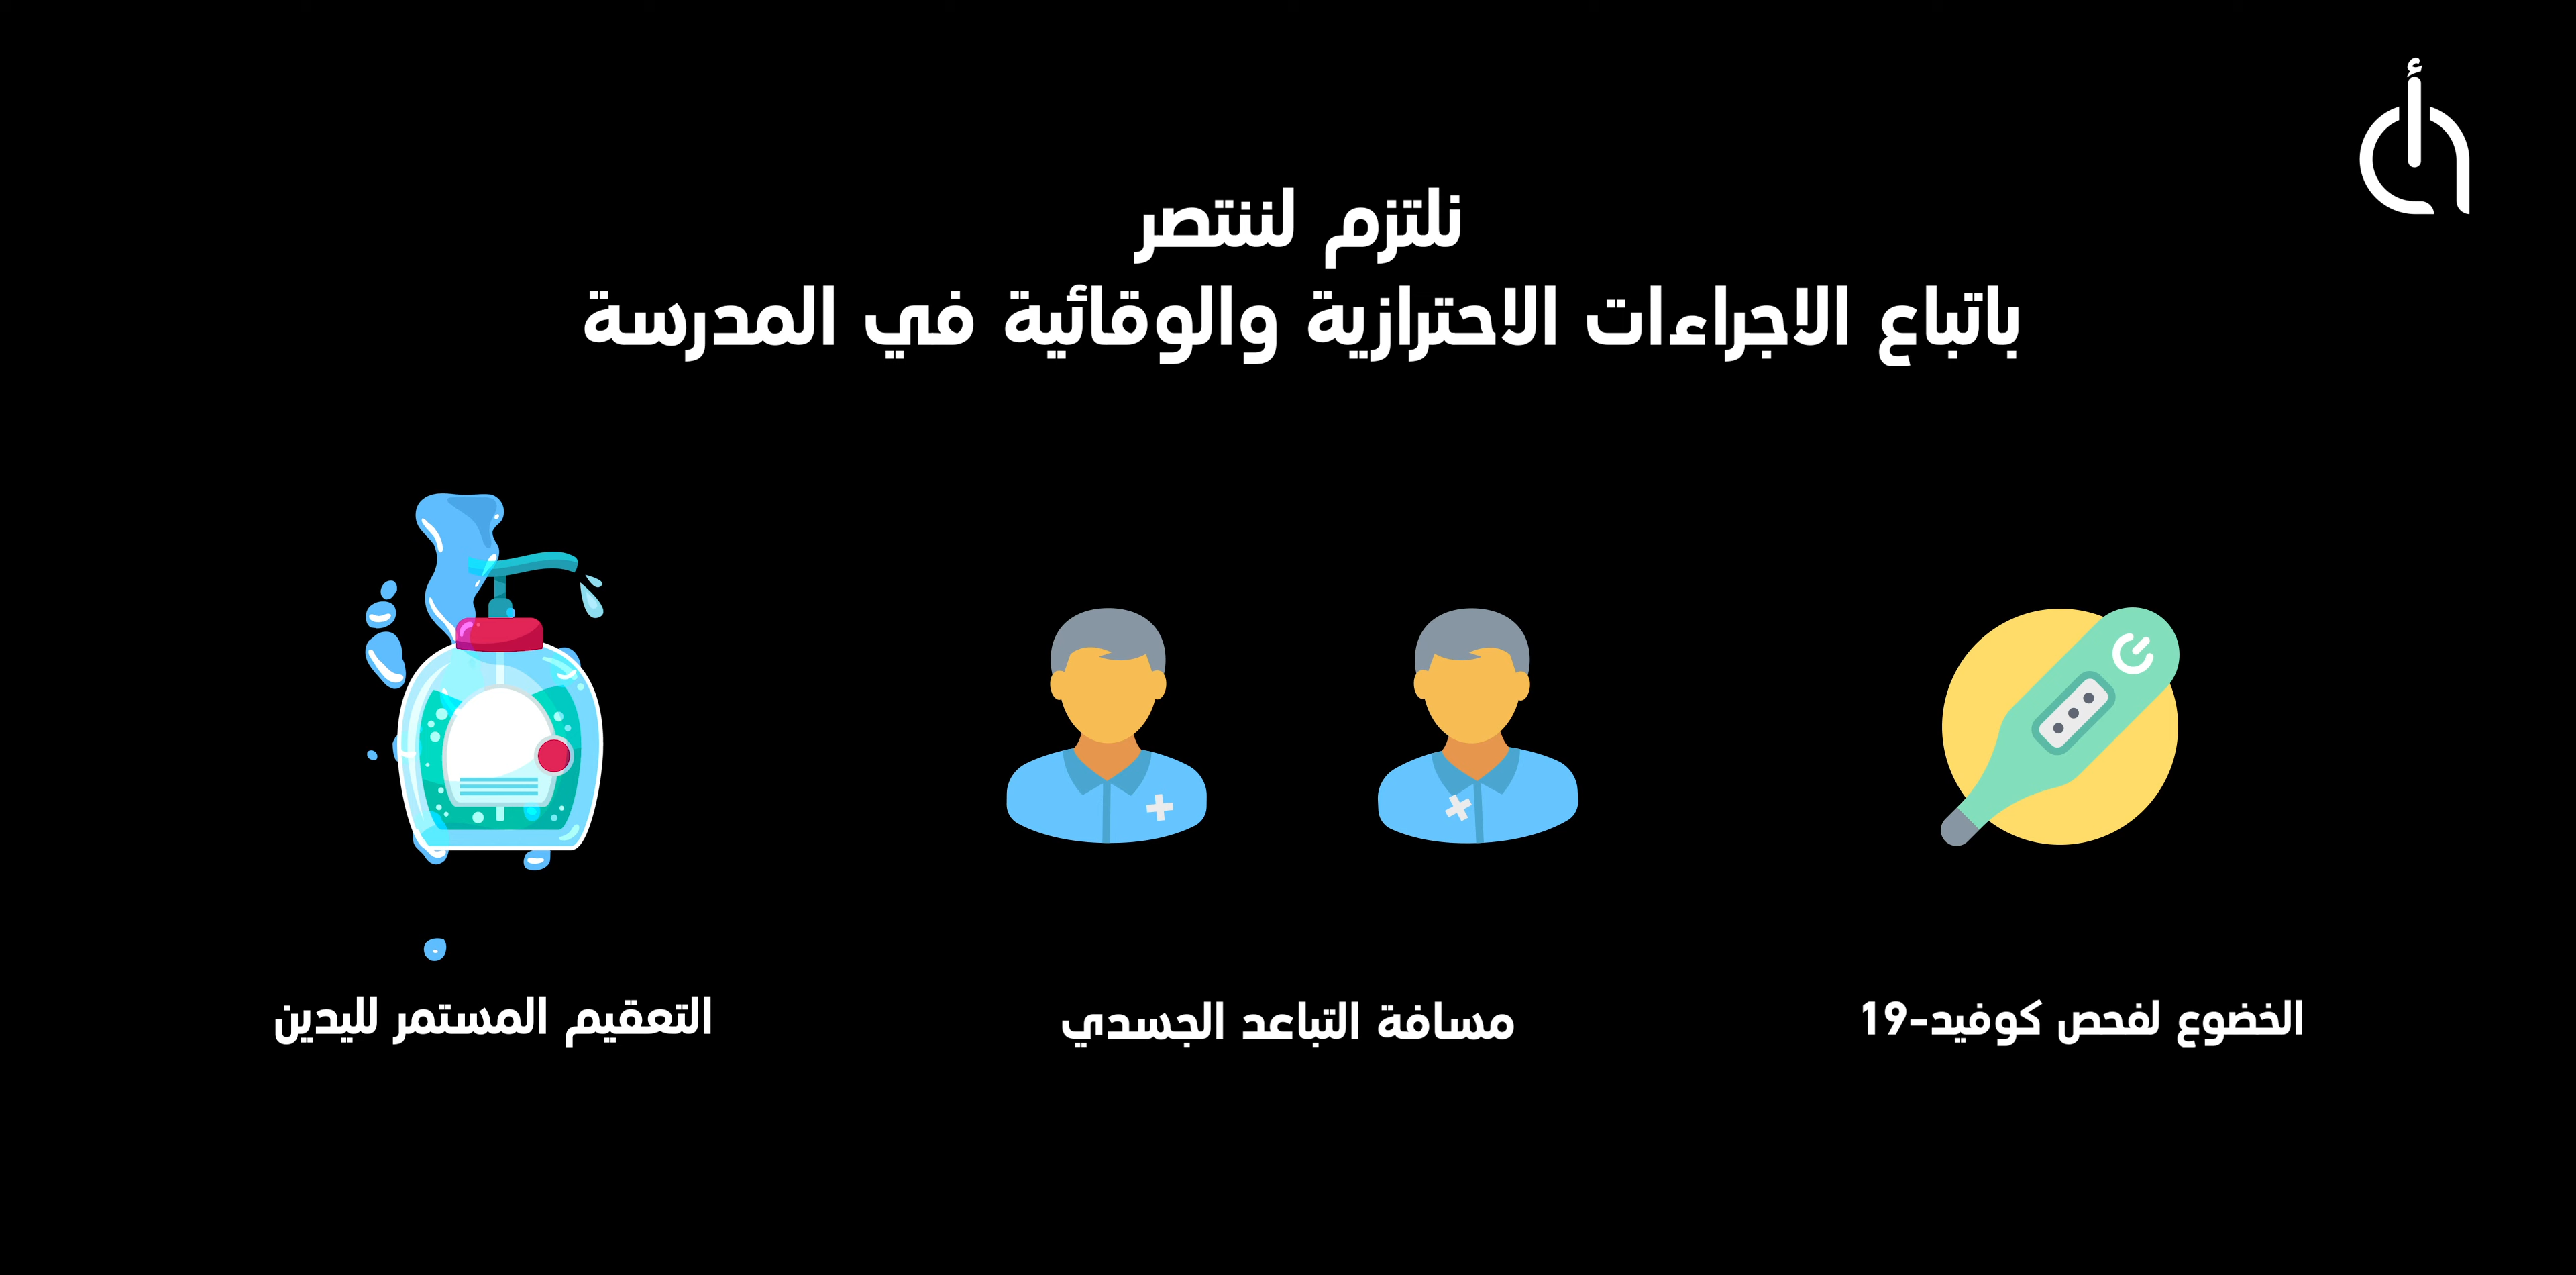 نلتزم لننتصر
باتباع الاجراءات الاحترازية والوقائية في المدرسة
الخضوع لفحص كوفيد-19
مسافة التباعد الجسدي
التعقيم المستمر لليدين